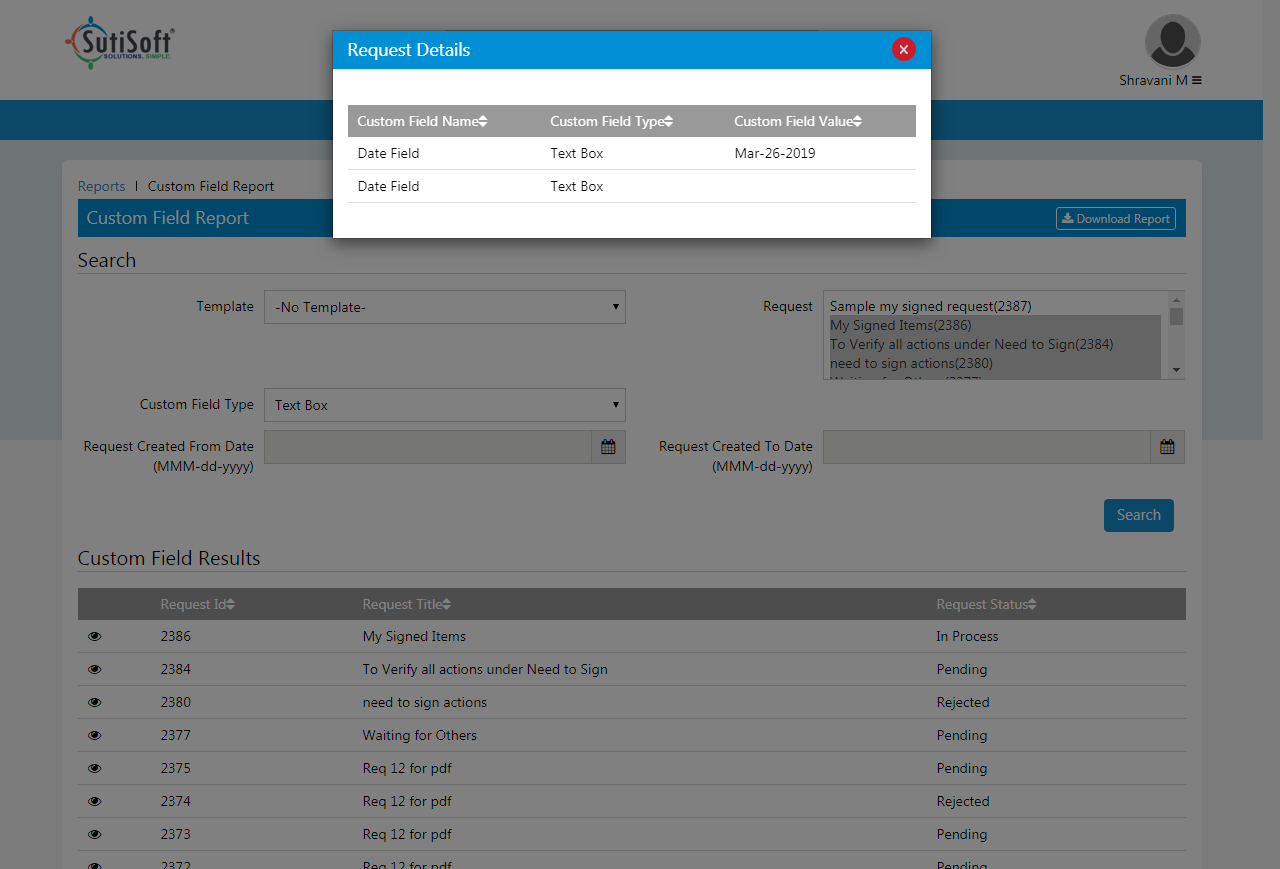 SutiSoft
SOLUTIONS. SIMPLE.
Shravani M
Request Details
Custom Field Name Custom Field Type Custom Field Value
Date Field Text Box Mar-26-2019
Date Field Text Box
Reports | Custom Field Report
Custom Field Report Download Report
Search
Template -No Template- Request Sample my signed request(2387)
My Signed Items(2386)
To Verify all actions under Need to Sign(2384)
need to sign actions(2380)
Custom Field Type Text Box
Request Created From Date Request Created To Date
(MMM-dd-yyyy) (MMM-dd-yyyy)
Search
Custom Field Results
Request Id Request Title Request Status
2386 My Signed Items In Process
2384 To Verify all actions under Need to Sign Pending
2380 need to sign actions Rejected
2377 Waiting for Others Pending
2375 Req 12 for pdf Pending
2374 Req 12 for pdf Rejected
2373 Req 12 for pdf Pending
2372 Req 12 for pdf Pending